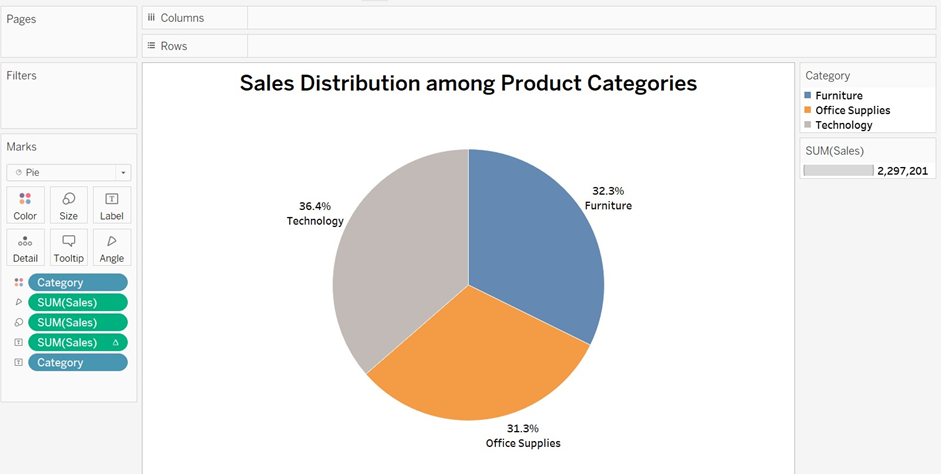 Pages
Columns
Rows
Filters
Marks
Pie
Color
Size
Label
Detail
Tooltip
Angle
Category
SUM(Sales)
SUM(Sales)
SUM(Sales)
Category
Sales Distribution among Product Categories
32.3%
Furniture
36.4%
Technology
31.3%
Office Supplies
Category
Furniture
Office Supplies
Technology
SUM(Sales)
2,297,201